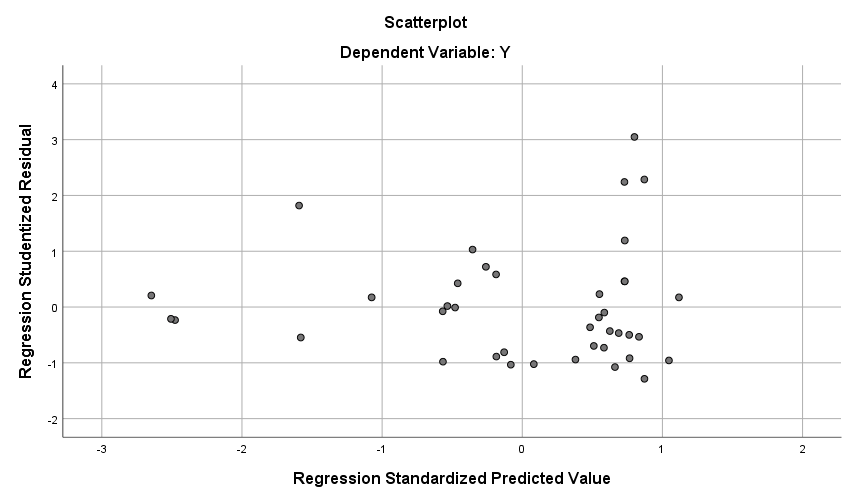 Scatterplot
Dependent Variable: Y
Regression Studentized Residual
4
3
2
1
0
-1
-2
-3 -2 -1 0 1 2
Regression Standardized Predicted Value